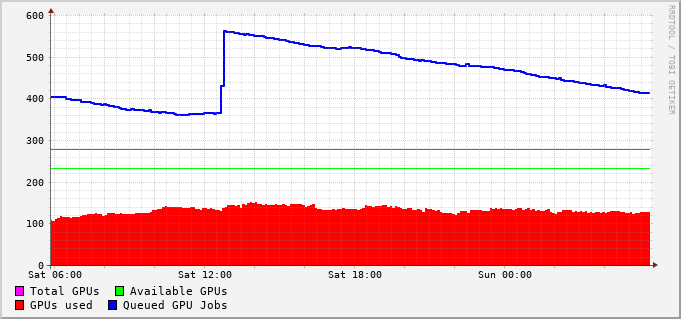 600
500
400
300
200
100
0
Sat 06:00 Sat 12:00 Sat 18:00 Sun 00:00
Total GPUs Available GPUs
GPUs used Queued GPU Jobs
RRDTOOL / TOBI OETIKER